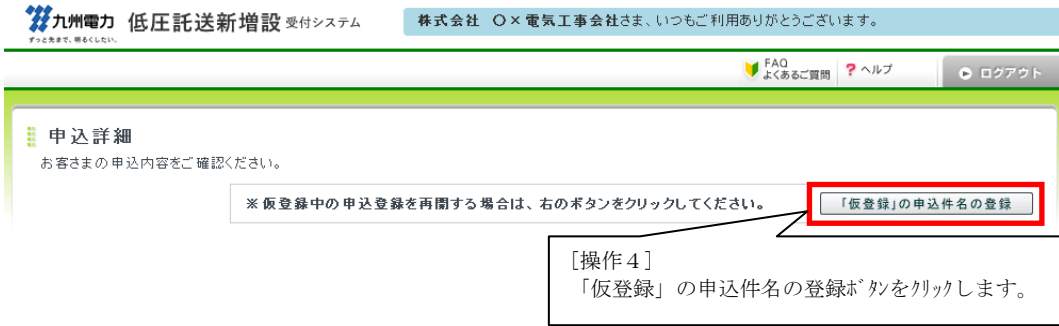 九州電力 低圧託送新増設 受付システム 株式会社 ○×電気工事会社さま、いつもご利用ありがとうございます。
ずっと先まで、明るくしたい。
FAQ
よくあるご質問
? ヘルプ
ログアウト
申込詳細
お客さまの申込内容をご確認ください。
※仮登録中の申込登録を再開する場合は、右のボタンをクリックしてください。 「仮登録」の申込件名の登録
[操作４]
「仮登録」の申込件名の登録ﾎﾞﾀﾝをｸﾘｯｸします。